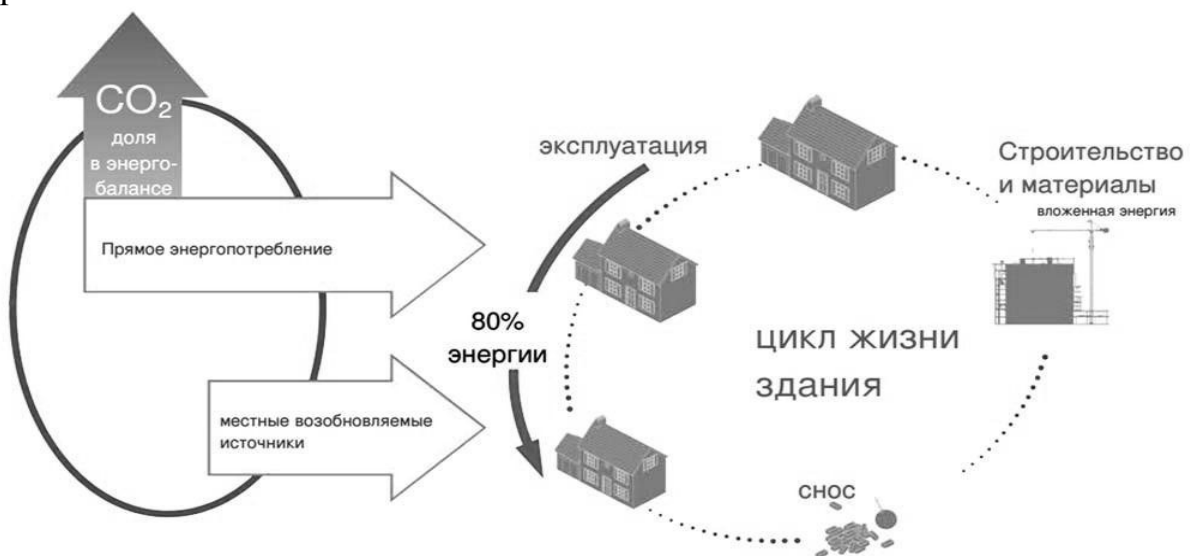 CO₂
доля
в энерго-
балансе
Прямое энергопотребление
местные возобновляемые
источники
эксплуатация
80%
энергии
Строительство
и материалы
вложенная энергия
цикл жизни
здания
снос